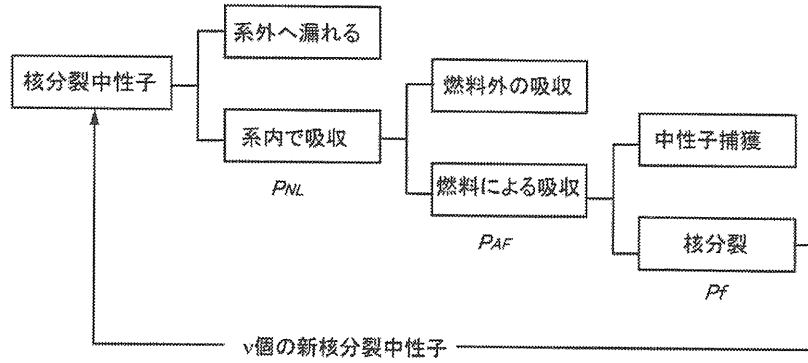 系外へ漏れる
核分裂中性子
系内で吸収
PNL
燃料外の吸収
燃料による吸収
PAF
中性子捕獲
核分裂
Pf
ν個の新核分裂中性子